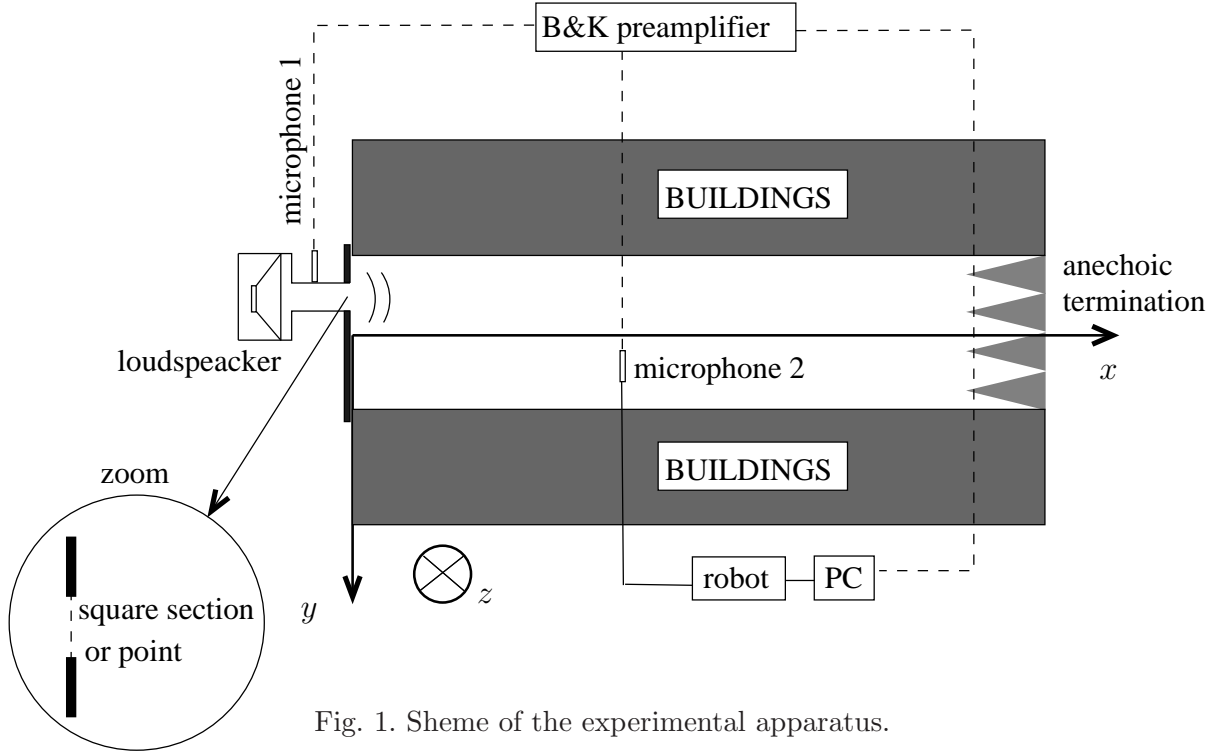 B&K preamplifier
microphone 1
BUILDINGS
anechoic
termination
loudspeacker
microphone 2
x
BUILDINGS
zoom
robot
PC
y
z
square section
or point
Fig. 1. Sheme of the experimental apparatus.